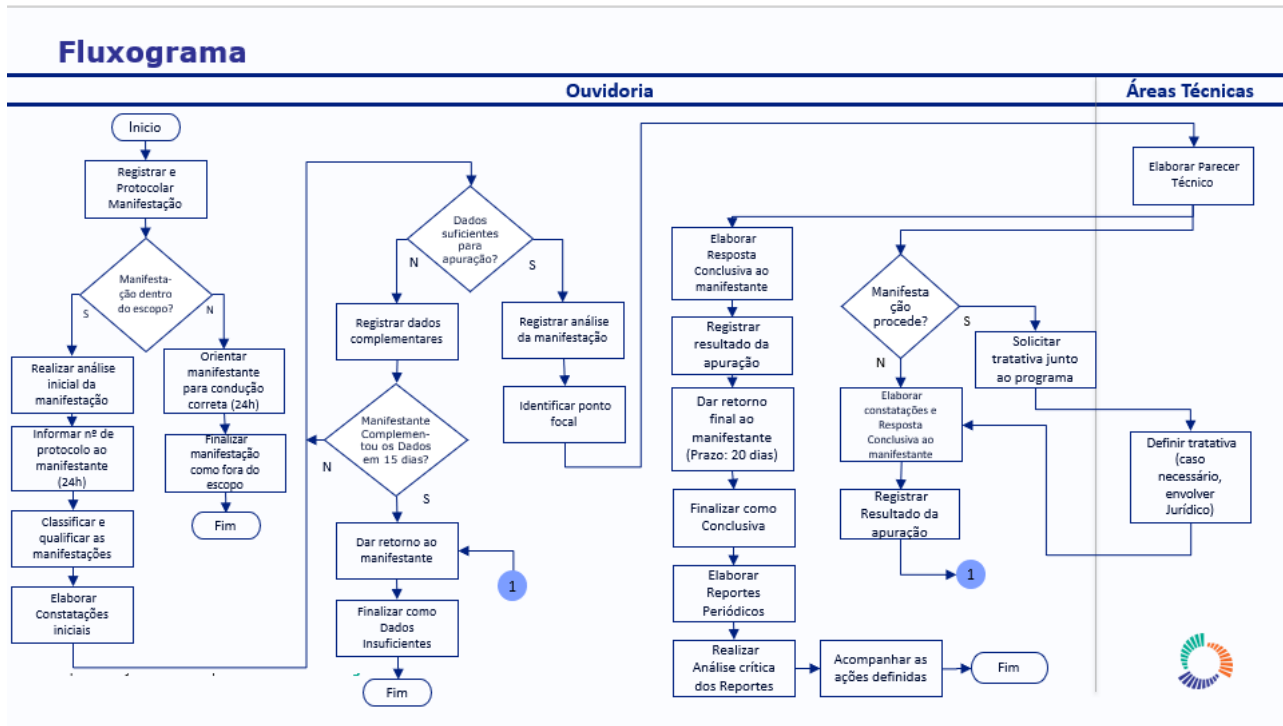 Fluxograma
Ouvidoria
Áreas Técnicas
Inicio
Registrar e
Protocolar
Manifestação
Manifesta-
ção dentro
do escopo?
S
N
Realizar análise
inicial da
manifestação
Informar nº de
protocolo ao
manifestante
(24h)
Classificar e
qualificar as
manifestações
Elaborar
Constatações
iniciais
Orientar
manifestante
para condução
correta (24h)
Finalizar
manifestação
como fora do
escopo
Fim
Dados
suficientes
para
apuração?
N
S
Registrar dados
complementares
Manifestante
Complemen-
tou os Dados
em 15 dias?
N
S
Dar retorno ao
manifestante
1
Finalizar como
Dados
Insuficientes
Fim
Registrar análise
da manifestação
Identificar ponto
focal
Elaborar Parecer
Técnico
Elaborar
Resposta
Conclusiva ao
manifestante
Registrar
resultado da
apuração
Dar retorno
final ao
manifestante
(Prazo: 20 dias)
Finalizar como
Conclusiva
Elaborar
Reportes
Periódicos
Realizar
Análise crítica
dos Reportes
Acompanhar as
ações definidas
Fim
Manifesta
ção
procede?
S
N
Solicitar
tratativa junto
ao programa
Definir tratativa
(caso
necessário,
envolver
Jurídico)
Elaborar
constatações e
Resposta
Conclusiva ao
manifestante
Registrar
Resultado da
apuração
1